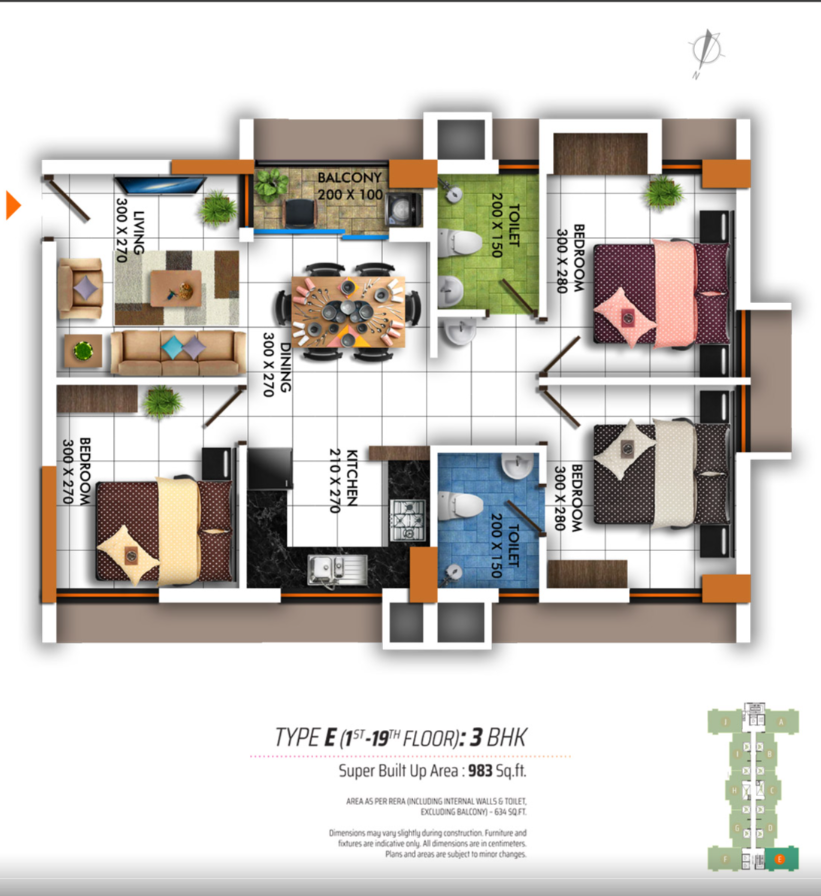 N
BALCONY
200 X 100
LIVING
300 X 270
TOILET
200 X 150
BEDROOM
300 X 280
DINING
300 X 270
BEDROOM
300 X 270
KITCHEN
210 X 270
TOILET
200 X 150
BEDROOM
300 X 280
TYPE E (1ST-19TH FLOOR): 3 BHK
Super Built Up Area : 983 Sq.ft.
AREA AS PER RERA (INCLUDING INTERNAL WALLS & TOILET,
EXCLUDING BALCONY) – 634 SQ.FT.
Dimensions may vary slightly during construction. Furniture and
fixtures are indicative only. All dimensions are in centimeters.
Plans and areas are subject to minor changes.
A
B
H
C
G
D
F
E